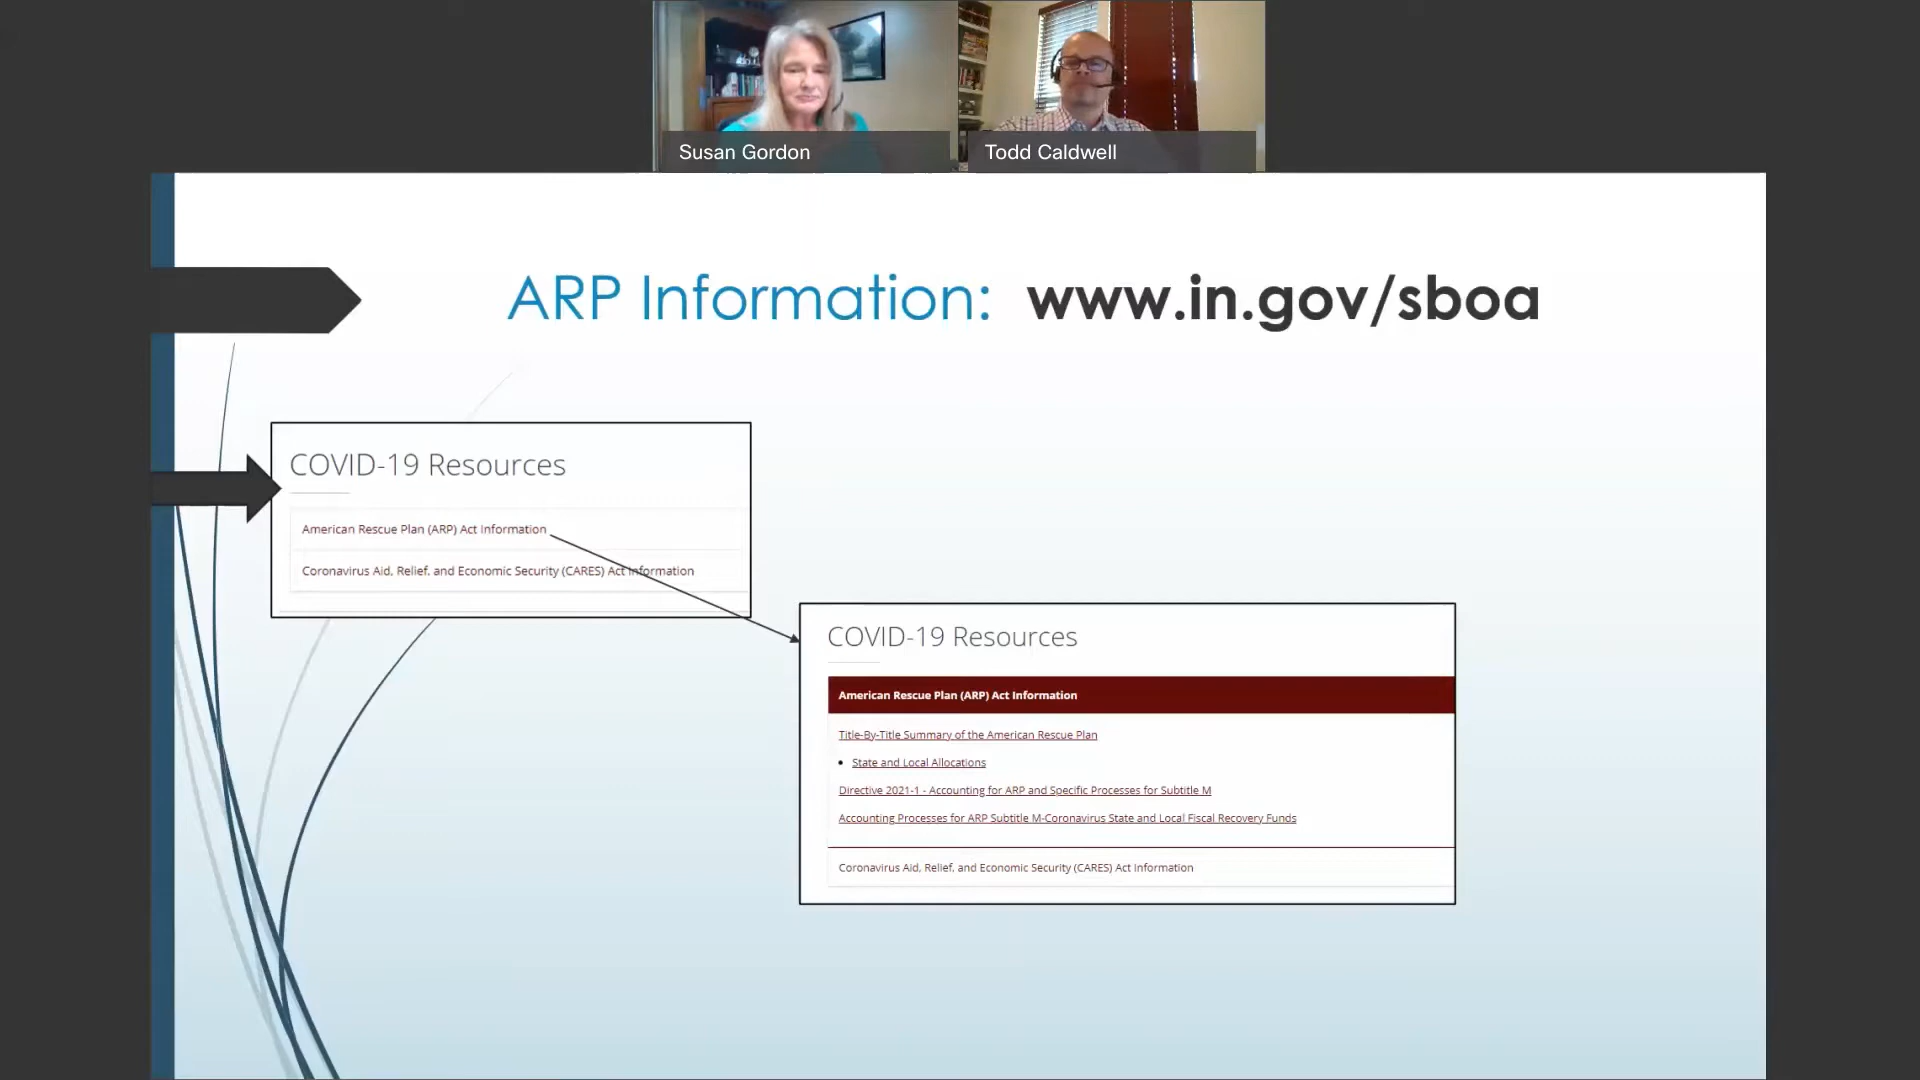 Susan Gordon
Todd Caldwell
ARP Information: www.in.gov/sboa
COVID-19 Resources
American Rescue Plan (ARP) Act Information
Coronavirus Aid, Relief, and Economic Security (CARES) Act Information
COVID-19 Resources
American Rescue Plan (ARP) Act Information
Title-By-Title Summary of the American Rescue Plan
• State and Local Allocations
Directive 2021-1 - Accounting for ARP and Specific Processes for Subtitle M
Accounting Processes for ARP Subtitle M-Coronavirus State and Local Fiscal Recovery Funds
Coronavirus Aid, Relief, and Economic Security (CARES) Act Information